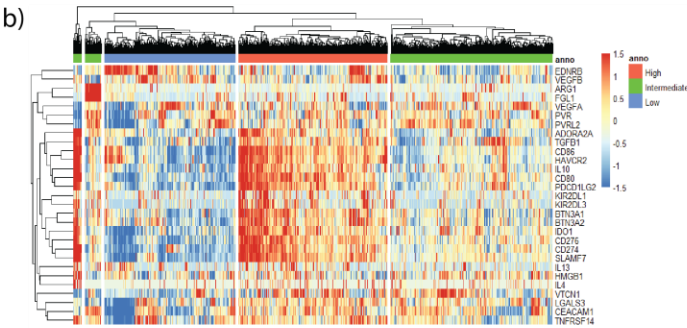 b)
anno
EDNRB
VEGFB
ARG1
FGL1
VEGFA
PVR
PVRL2
ADORA2A
TGFB1
CD86
HAVCR2
IL10
CD80
PDCD1LG2
KIR2DL1
KIR2DL3
BTN3A1
BTN3A2
IDO1
CD276
CD274
SLAMF7
IL13
HMGB1
IL4
VTCN1
LGALS3
CEACAM1
TNFRSF14
1.5
1
0.5
0
-0.5
-1
-1.5
anno
High
Intermediate
Low